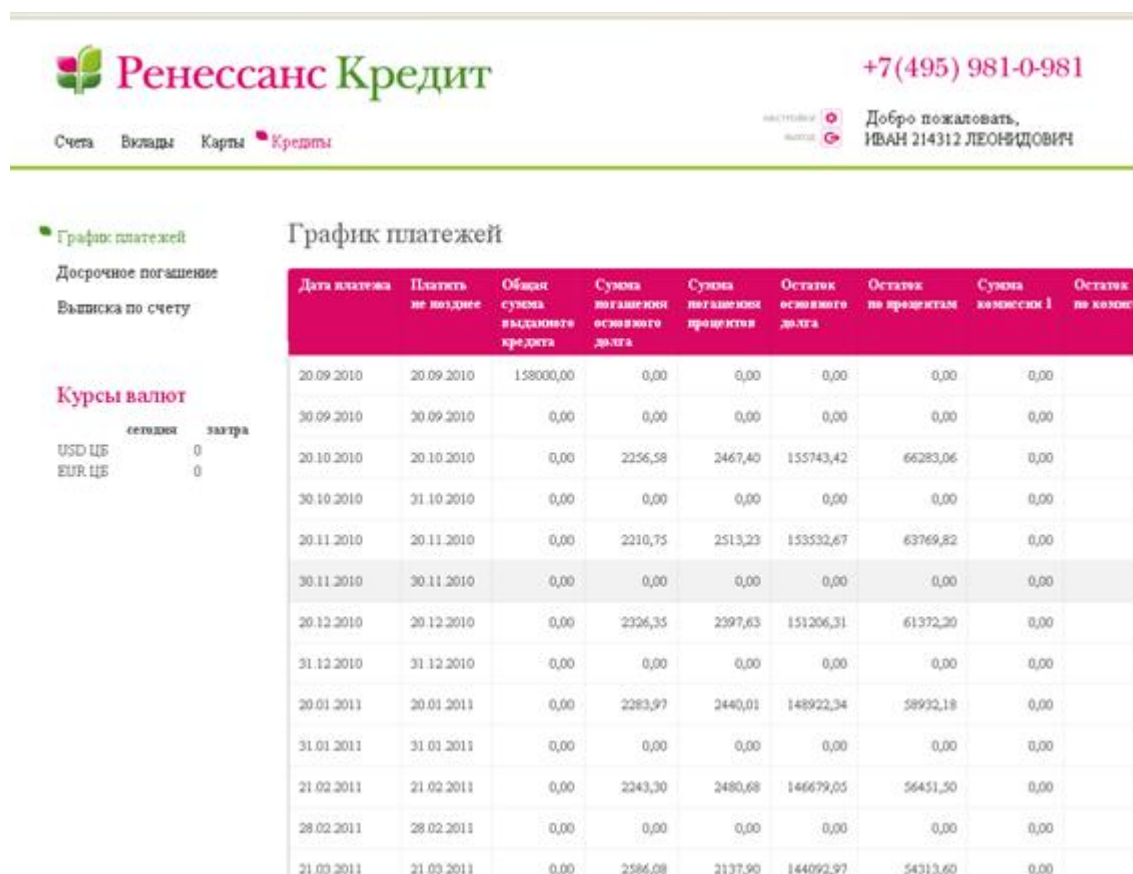 Ренессанс Кредит
+7(495) 981-0-981
настройки
выход
Добро пожаловать,
ИВАН 214312 ЛЕОНИДОВИЧ
Счета Вклады Карты Кредиты
График платежей
Досрочное погашение
Выписка по счету
Курсы валют
сегодня завтра
USD ЦБ 0
EUR ЦБ 0
График платежей
Дата платежа Платить Общая Сумма Сумма Остаток Остаток Сумма Остаток
не позднее сумма погашения погашения основного по процентам комиссии 1 по комис
выданного основного процентов долга
кредита долга
20.09.2010 20.09.2010 158000,00 0,00 0,00 0,00 0,00 0,00
30.09.2010 30.09.2010 0,00 0,00 0,00 0,00 0,00 0,00
20.10.2010 20.10.2010 0,00 2256,58 2467,40 155743,42 66283,06 0,00
30.10.2010 31.10.2010 0,00 0,00 0,00 0,00 0,00 0,00
20.11.2010 20.11.2010 0,00 2210,75 2513,23 153532,67 63769,82 0,00
30.11.2010 30.11.2010 0,00 0,00 0,00 0,00 0,00 0,00
20.12.2010 20.12.2010 0,00 2326,35 2397,63 151206,31 61372,20 0,00
31.12.2010 31.12.2010 0,00 0,00 0,00 0,00 0,00 0,00
20.01.2011 20.01.2011 0,00 2283,97 2440,01 148922,34 58932,18 0,00
31.01.2011 31.01.2011 0,00 0,00 0,00 0,00 0,00 0,00
21.02.2011 21.02.2011 0,00 2243,30 2480,68 146679,05 56451,50 0,00
28.02.2011 28.02.2011 0,00 0,00 0,00 0,00 0,00 0,00
21.03.2011 21.03.2011 0,00 2586,08 2137,90 144092,97 54313,60 0,00